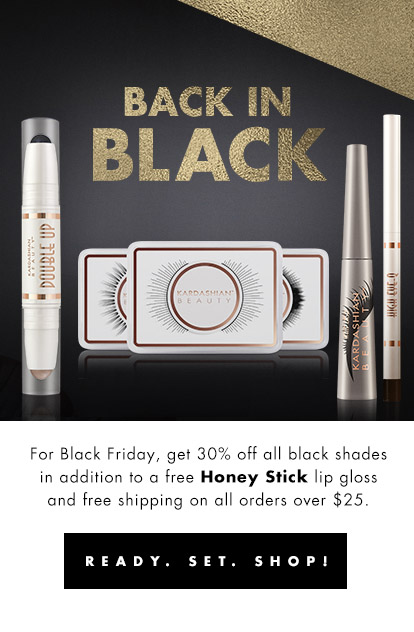 BACK IN
BLACK
KARDASHIAN
BEAUTY
DOUBLE UP
KARDASHIAN
BEAUTY
KARDASHIAN
BEAUTY
HIGH EYE-Q
For Black Friday, get 30% off all black shades
in addition to a free Honey Stick lip gloss
and free shipping on all orders over $25.
READY. SET. SHOP!